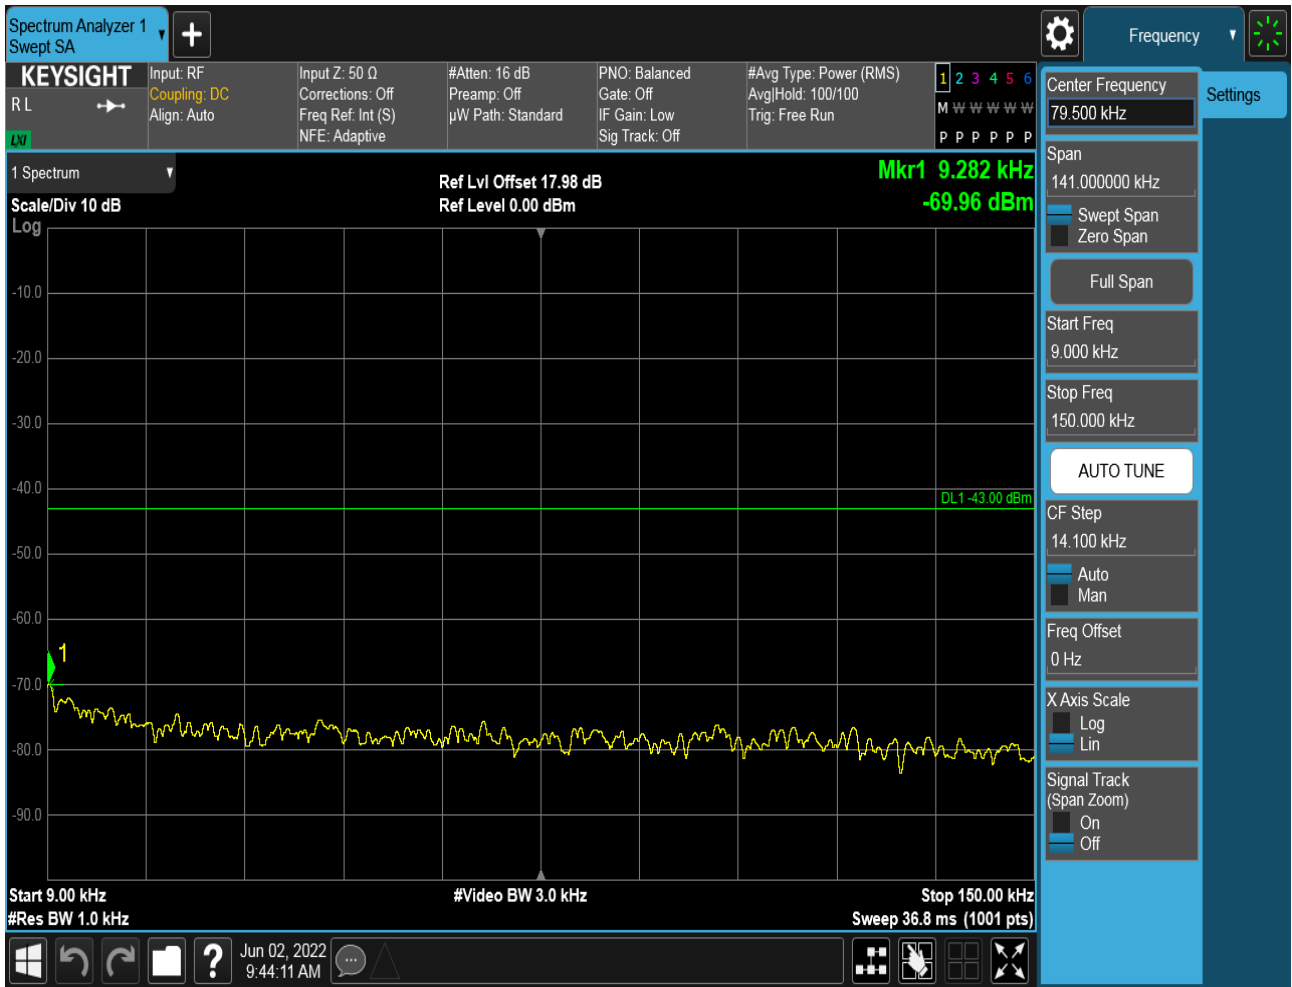 Spectrum Analyzer 1
Swept SA
Frequency
KEYSIGHT
R L
LXI
Input: RF
Coupling: DC
Align: Auto
Input Z: 50 Ω
Corrections: Off
Freq Ref: Int (S)
NFE: Adaptive
#Atten: 16 dB
Preamp: Off
µW Path: Standard
PNO: Balanced
Gate: Off
IF Gain: Low
Sig Track: Off
#Avg Type: Power (RMS)
Avg|Hold: 100/100
Trig: Free Run
1 2 3 4 5 6
M W W W W W
P P P P P P
1 Spectrum
Scale/Div 10 dB
Log
Ref Lvl Offset 17.98 dB
Ref Level 0.00 dBm
Mkr1 9.282 kHz
-69.96 dBm
-10.0
-20.0
-30.0
-40.0
DL1 -43.00 dBm
-50.0
-60.0
1
-70.0
-80.0
-90.0
Start 9.00 kHz
#Video BW 3.0 kHz
Stop 150.00 kHz
#Res BW 1.0 kHz
Sweep 36.8 ms (1001 pts)
?
Jun 02, 2022
9:44:11 AM
Center Frequency
79.500 kHz
Settings
Span
141.000000 kHz
Swept Span
Zero Span
Full Span
Start Freq
9.000 kHz
Stop Freq
150.000 kHz
AUTO TUNE
CF Step
14.100 kHz
Auto
Man
Freq Offset
0 Hz
X Axis Scale
Log
Lin
Signal Track
(Span Zoom)
On
Off